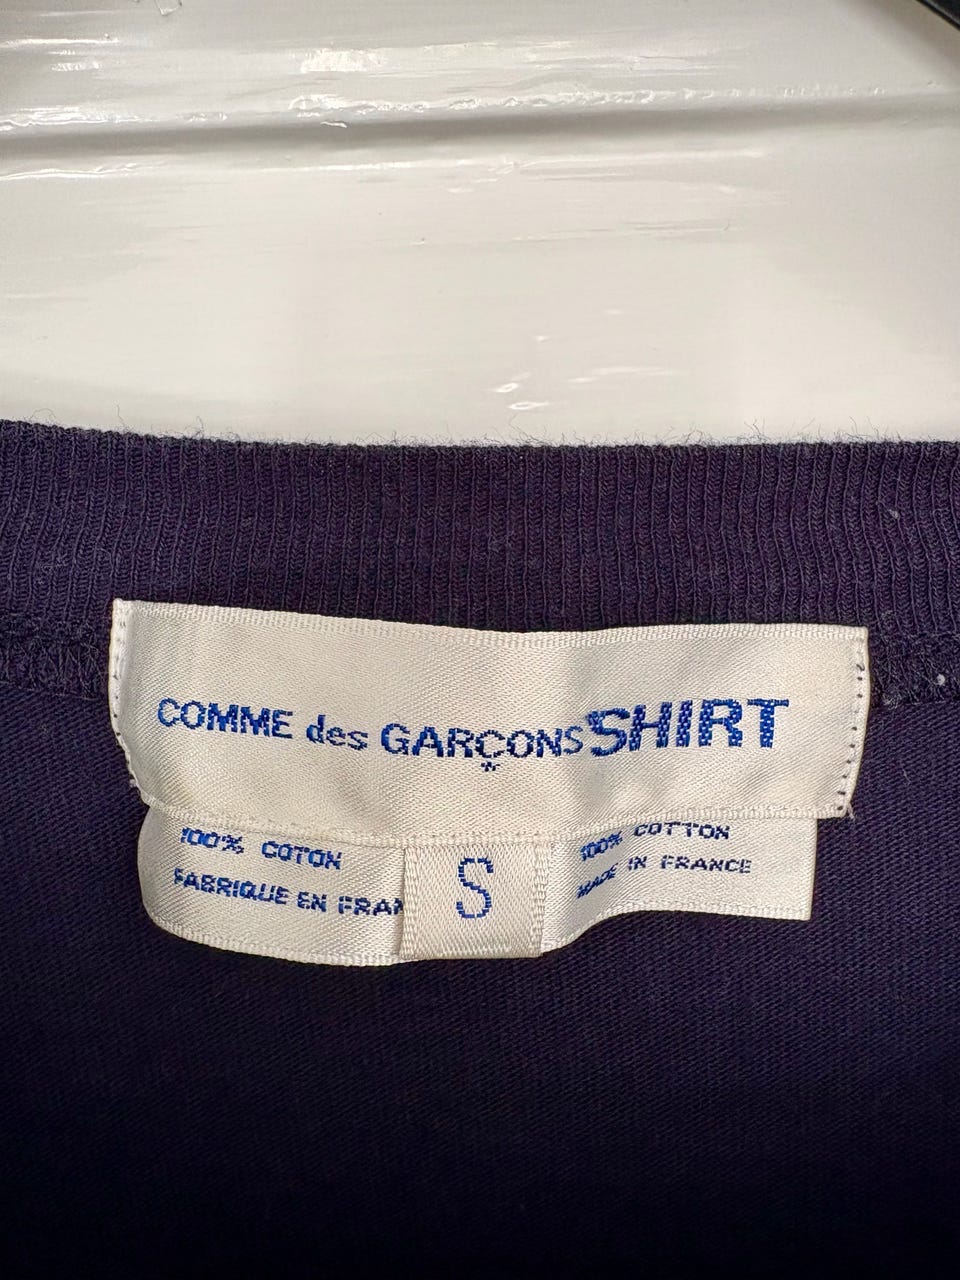 COMME des GARÇONS SHIRT
100% COTON
FABRIQUE EN FRAN
S
100% COTTON
MADE IN FRANCE